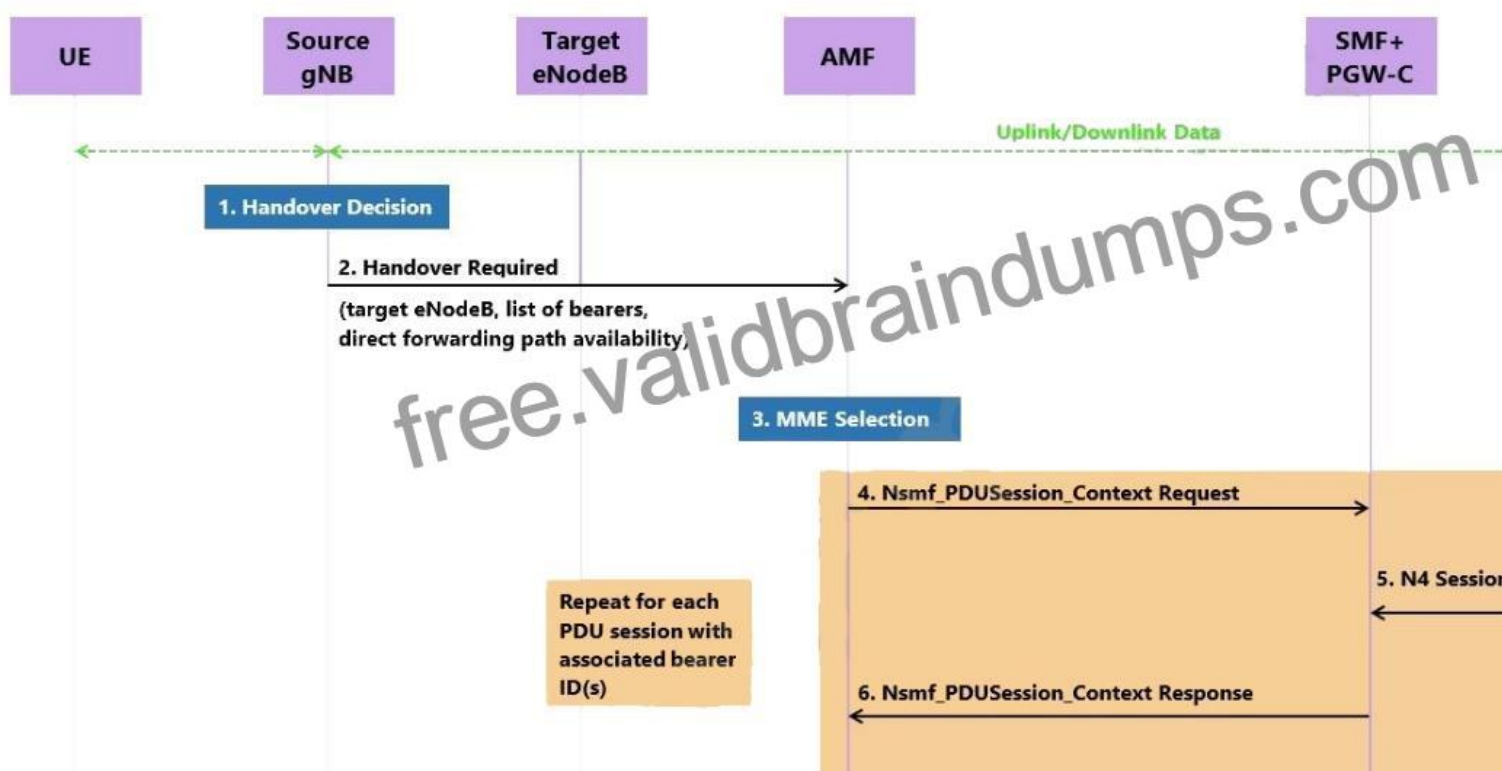 UE
Source
gNB
Target
eNodeB
AMF
SMF+
PGW-C
Uplink/Downlink Data
1. Handover Decision
2. Handover Required
(target eNodeB, list of bearers,
direct forwarding path availability)
free.validbraindumps.com
3. MME Selection
4. Nsmf_PDUSession_Context Request
5. N4 Session
Repeat for each
PDU session with
associated bearer
ID(s)
6. Nsmf_PDUSession_Context Response